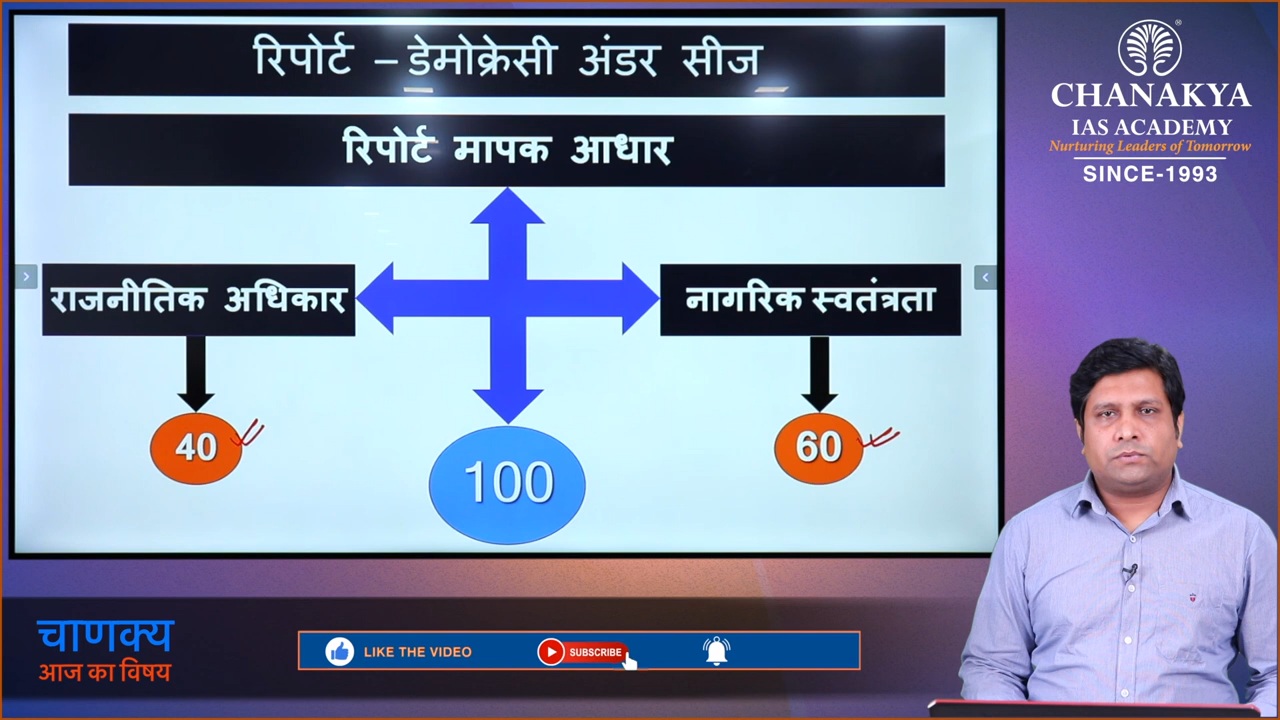 रिपोर्ट – डेमोक्रेसी अंडर सीज
रिपोर्ट मापक आधार
राजनीतिक अधिकार
नागरिक स्वतंत्रता
40
100
60
®
CHANAKYA
IAS ACADEMY
Nurturing Leaders of Tomorrow
SINCE-1993
चाणक्य
आज का विषय
LIKE THE VIDEO
SUBSCRIBE